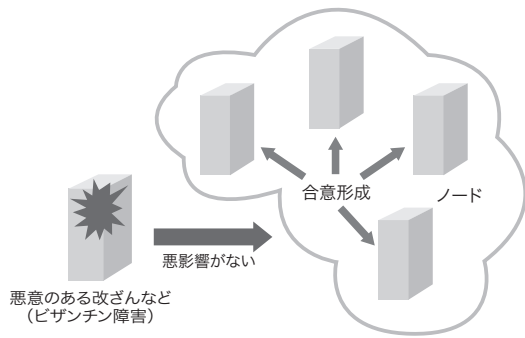 合意形成
ノード
悪影響がない
悪意のある改ざんなど
（ビザンチン障害）